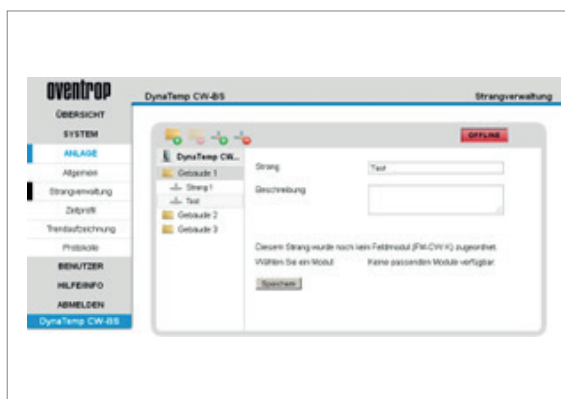 oventrop
DynaTemp CW-BS
Strangverwaltung
ÜBERSICHT
SYSTEM
ANLAGE
Allgemein
Strangverwaltung
Zeitprofil
Trendaufzeichnung
Protokolle
BENUTZER
HILFE/INFO
ABMELDEN
DynaTemp CW-BS
OFFLINE
DynaTemp CW...
Gebäude 1
Strang 1
Test
Gebäude 2
Gebäude 3
Strang: Test
Beschreibung:
Diesem Strang wurde noch kein Feldmodul (FM-CW K) zugeordnet.
Wählen Sie ein Modul: Keine passenden Module verfügbar.
Speichern